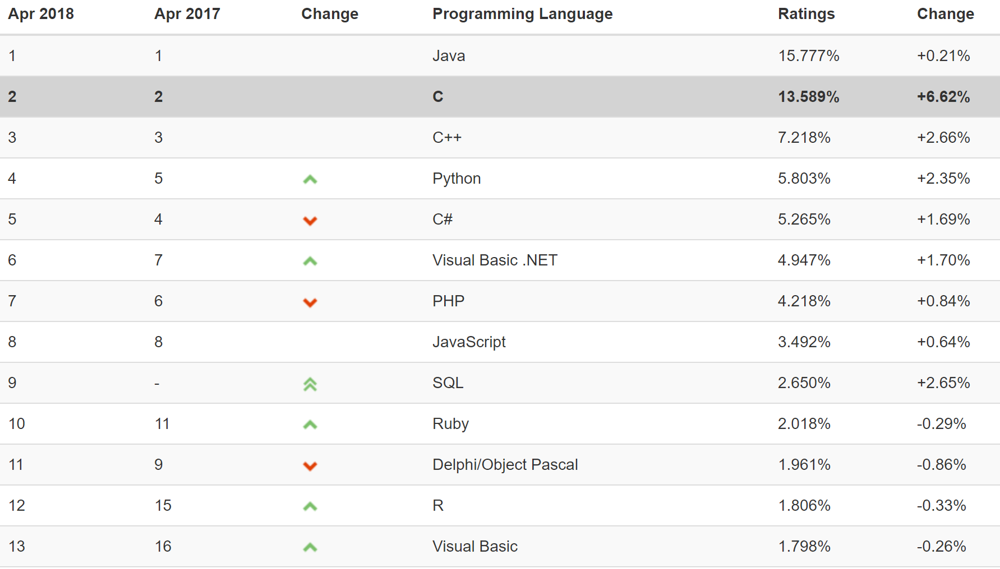 Apr 2018 Apr 2017 Change Programming Language Ratings Change
1 1 Java 15.777% +0.21%
2 2 C 13.589% +6.62%
3 3 C++ 7.218% +2.66%
4 5 Python 5.803% +2.35%
5 4 C# 5.265% +1.69%
6 7 Visual Basic .NET 4.947% +1.70%
7 6 PHP 4.218% +0.84%
8 8 JavaScript 3.492% +0.64%
9 - SQL 2.650% +2.65%
10 11 Ruby 2.018% -0.29%
11 9 Delphi/Object Pascal 1.961% -0.86%
12 15 R 1.806% -0.33%
13 16 Visual Basic 1.798% -0.26%